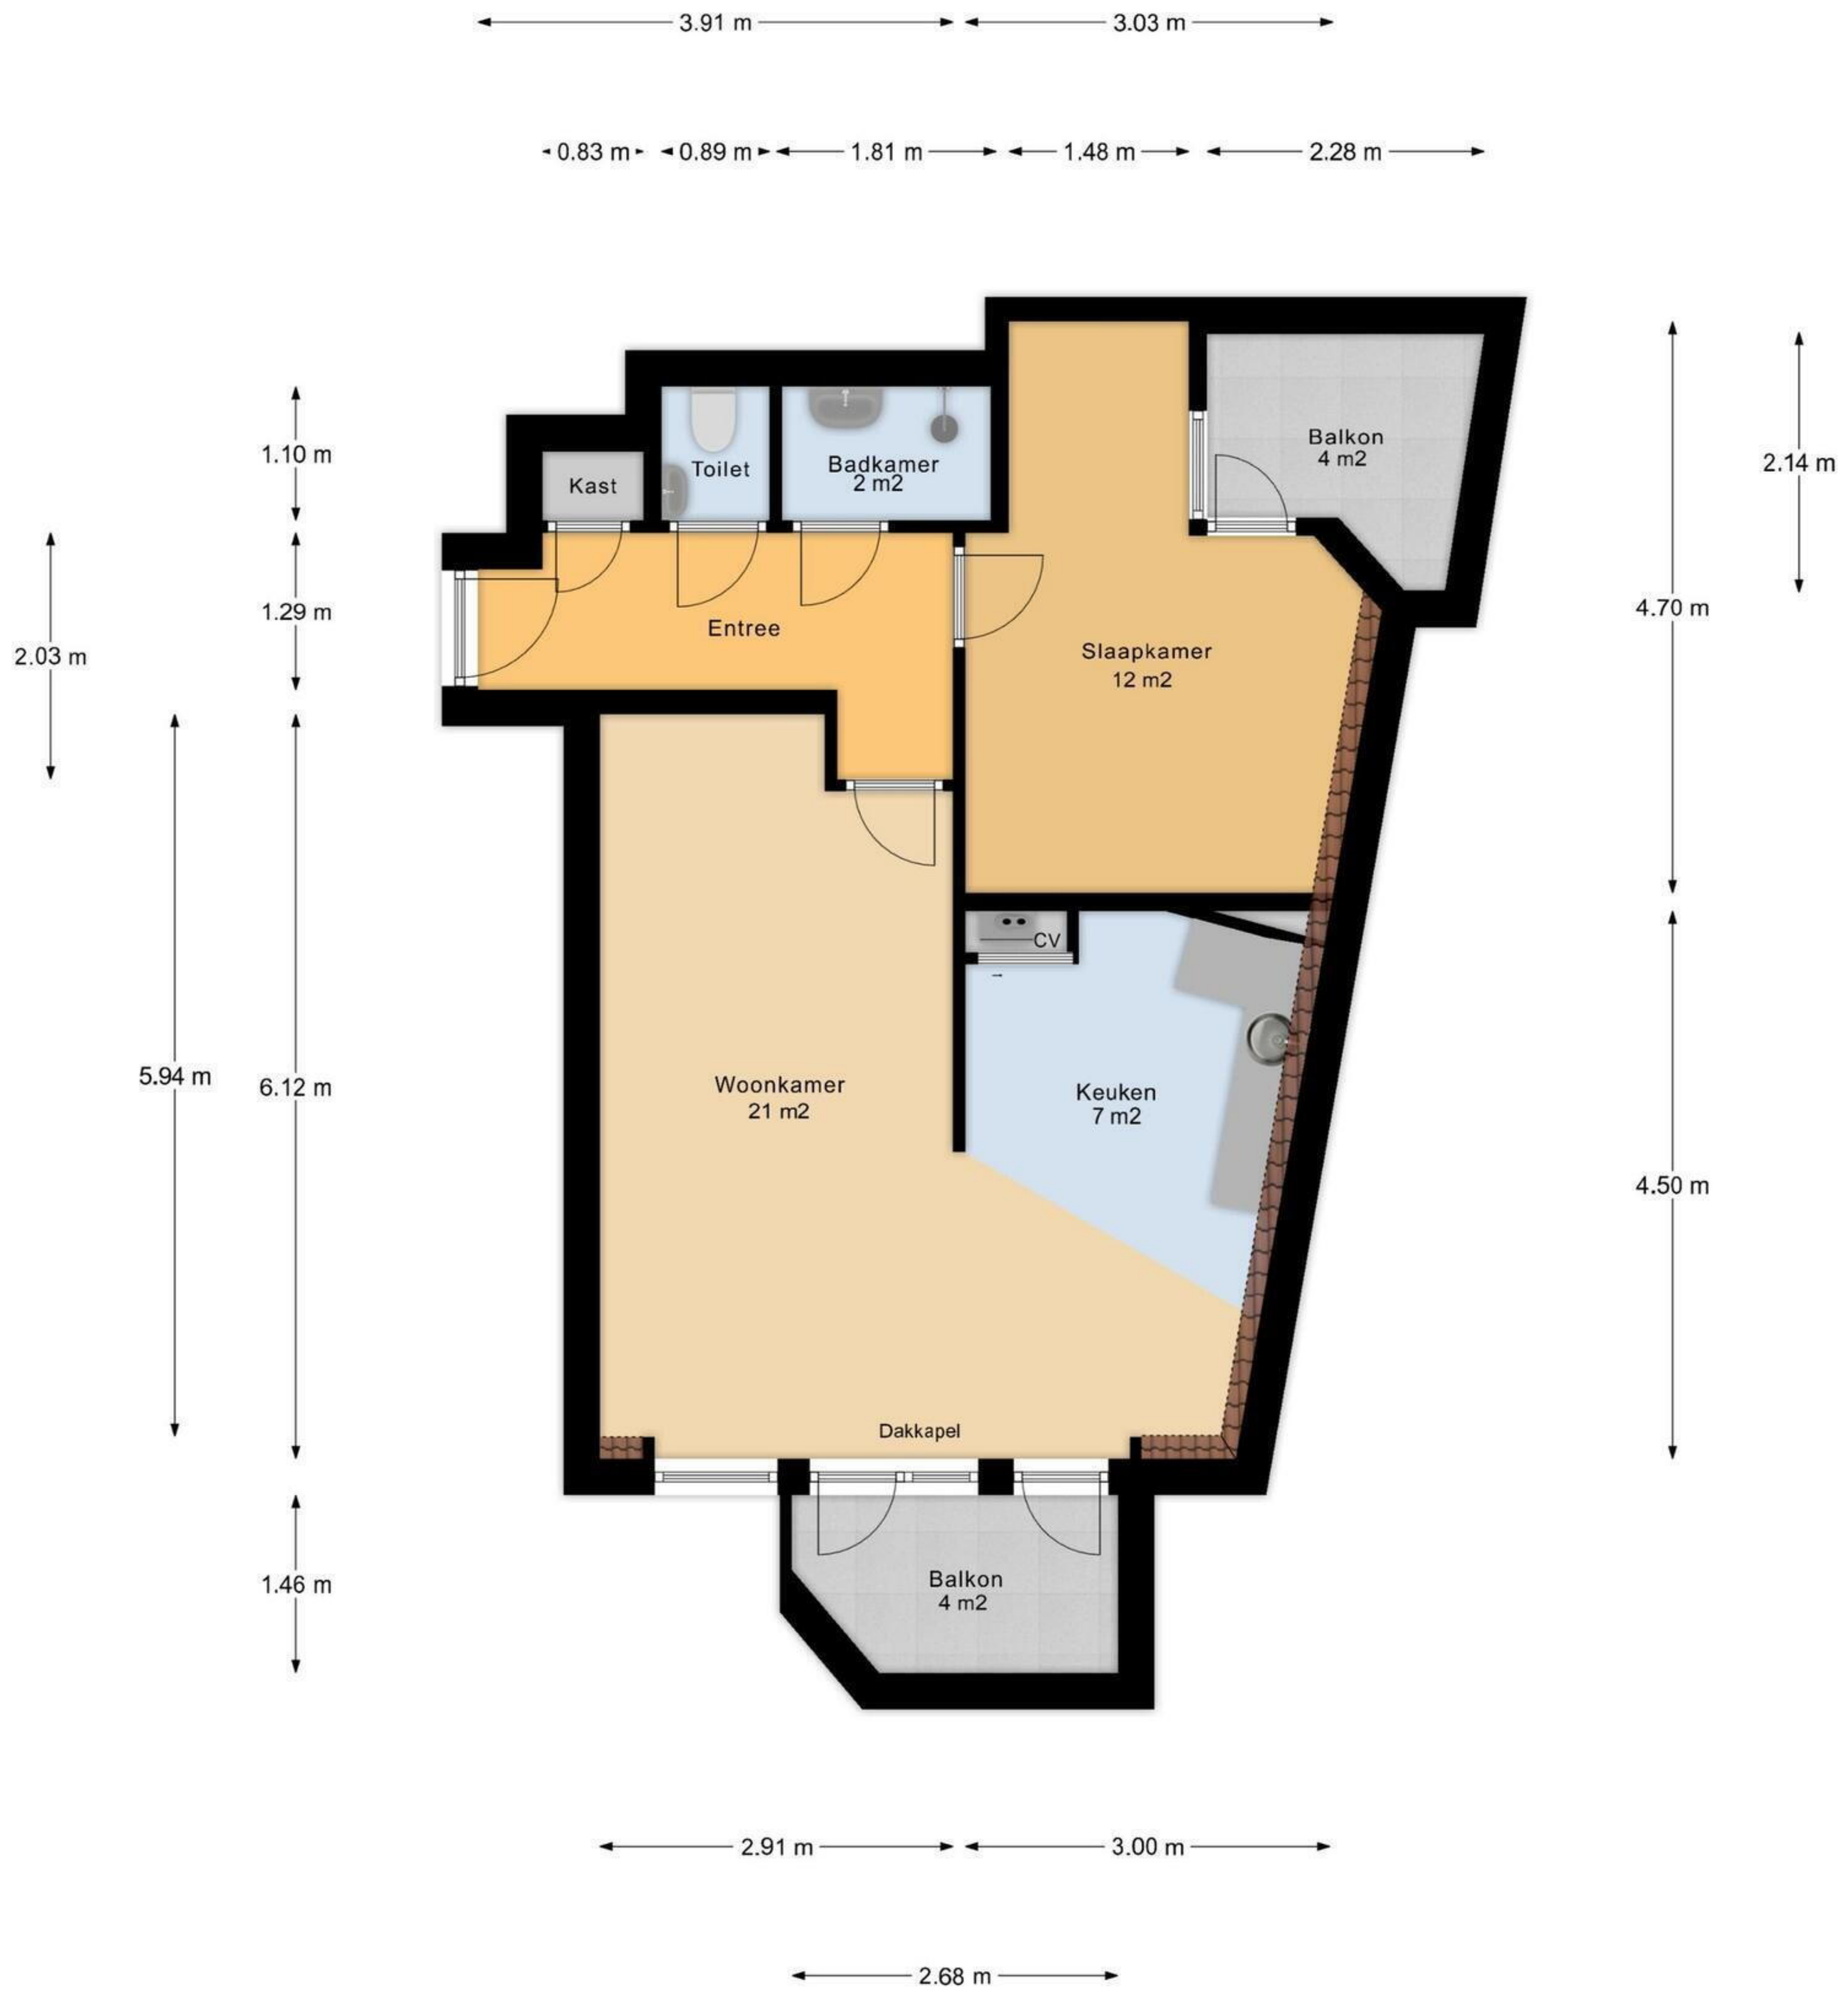 3.91 m
3.03 m
0.83 m
0.89 m
1.81 m
1.48 m
2.28 m
Balkon
4 m2
1.10 m
2.14 m
Toilet
Badkamer
2 m2
Kast
1.29 m
4.70 m
Entree
2.03 m
Slaapkamer
12 m2
CV
5.94 m
6.12 m
Woonkamer
21 m2
Keuken
7 m2
4.50 m
Dakkapel
1.46 m
Balkon
4 m2
2.91 m
3.00 m
2.68 m